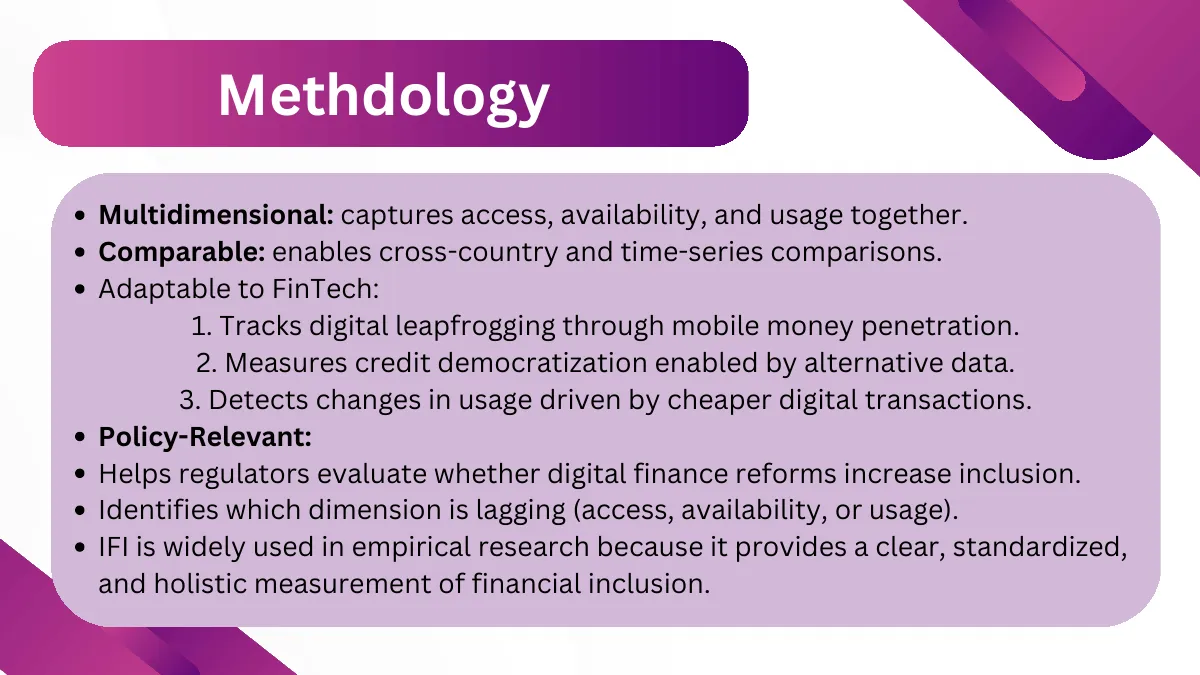 Methdology
• Multidimensional: captures access, availability, and usage together.
• Comparable: enables cross-country and time-series comparisons.
• Adaptable to FinTech:
1. Tracks digital leapfrogging through mobile money penetration.
2. Measures credit democratization enabled by alternative data.
3. Detects changes in usage driven by cheaper digital transactions.
• Policy-Relevant:
• Helps regulators evaluate whether digital finance reforms increase inclusion.
• Identifies which dimension is lagging (access, availability, or usage).
• IFI is widely used in empirical research because it provides a clear, standardized,
and holistic measurement of financial inclusion.